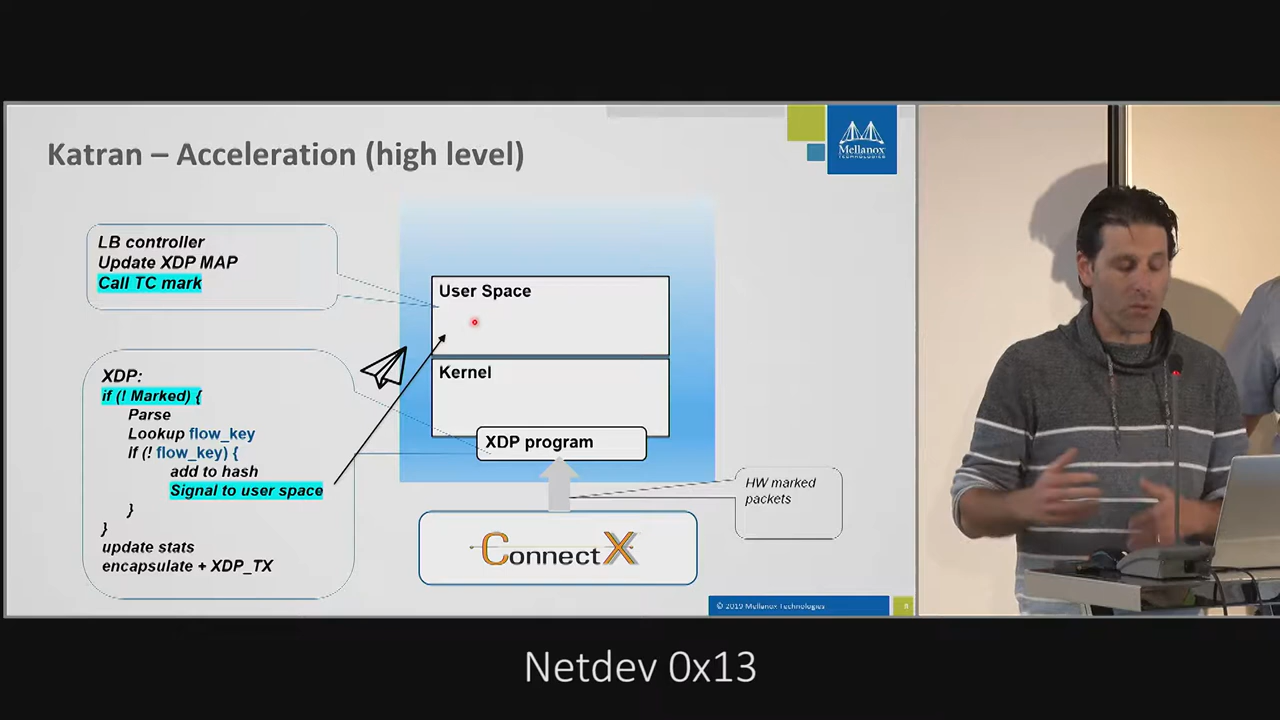 Katran – Acceleration (high level)
Mellanox
TECHNOLOGIES
LB controller
Update XDP MAP
Call TC mark
User Space
XDP:
if (! Marked) {
Parse
Lookup flow_key
If (! flow_key) {
add to hash
Signal to user space
}
}
update stats
encapsulate + XDP_TX
Kernel
XDP program
HW marked
packets
ConnectX
© 2019 Mellanox Technologies
8
Netdev 0x13